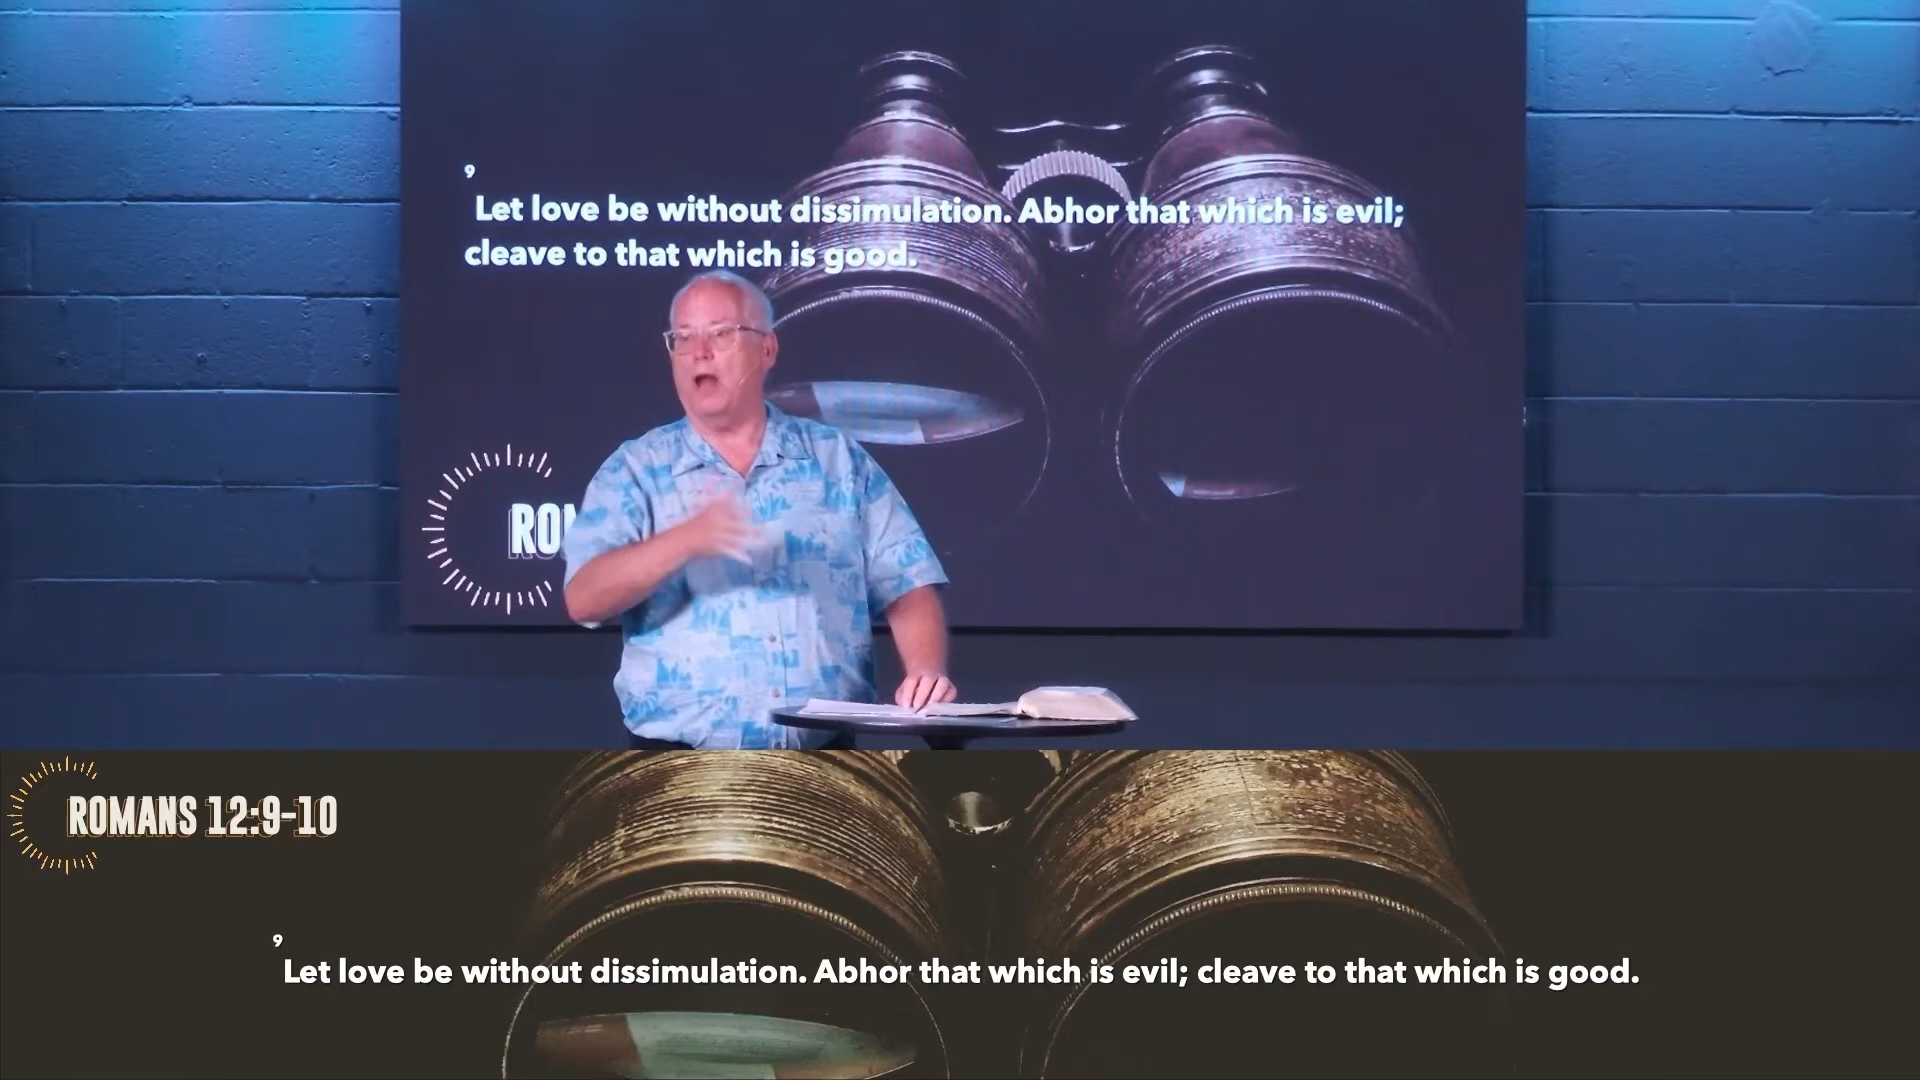 9
Let love be without dissimulation. Abhor that which is evil;
cleave to that which is good.
ROM
ROMANS 12:9-10
9
Let love be without dissimulation. Abhor that which is evil; cleave to that which is good.